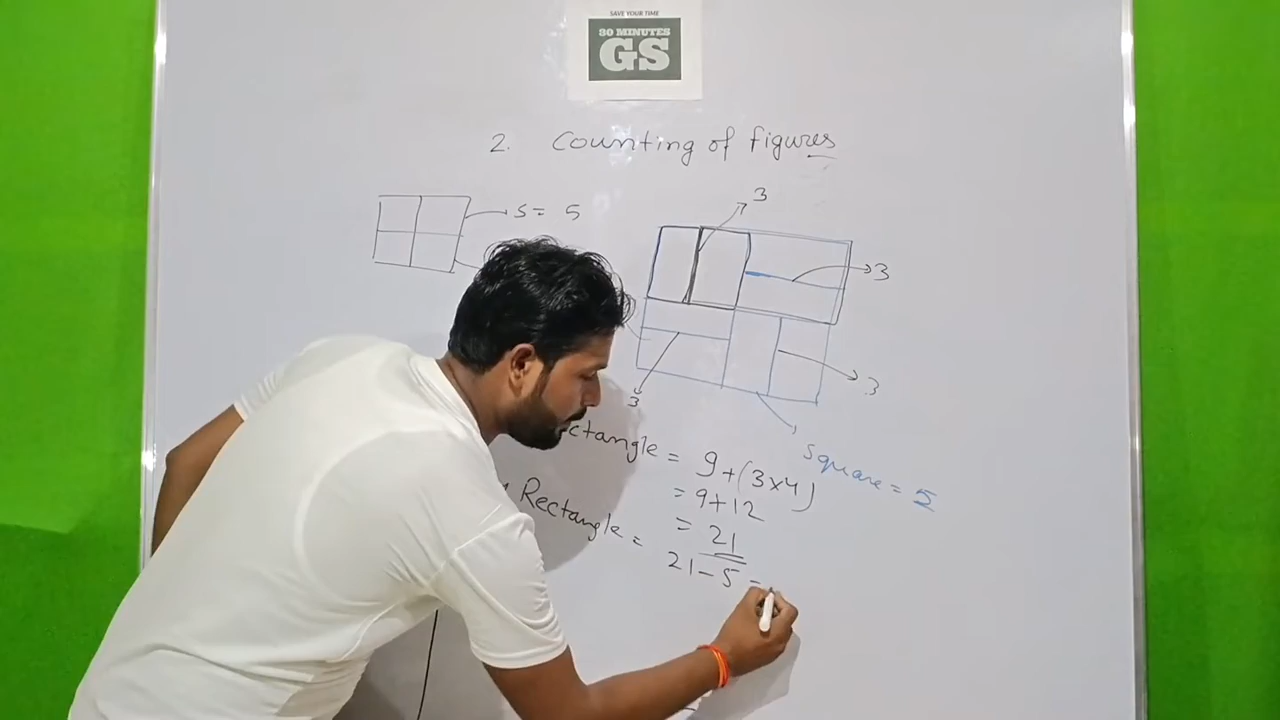 SAVE YOUR TIME
30 MINUTES
GS
2. Counting of figures
S = 5
3
3
3
3
Square = 5
ctangle = 9+(3×4)
= 9+12
= 21
Rectangle = 21-5 =